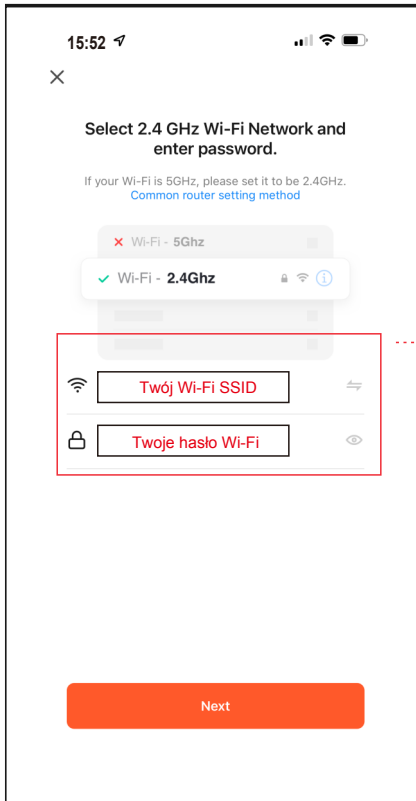 15:52
Select 2.4 GHz Wi-Fi Network and
enter password.
If your Wi-Fi is 5GHz, please set it to be 2.4GHz.
Common router setting method
Wi-Fi - 5Ghz
Wi-Fi - 2.4Ghz
Twój Wi-Fi SSID
Twoje hasło Wi-Fi
Next